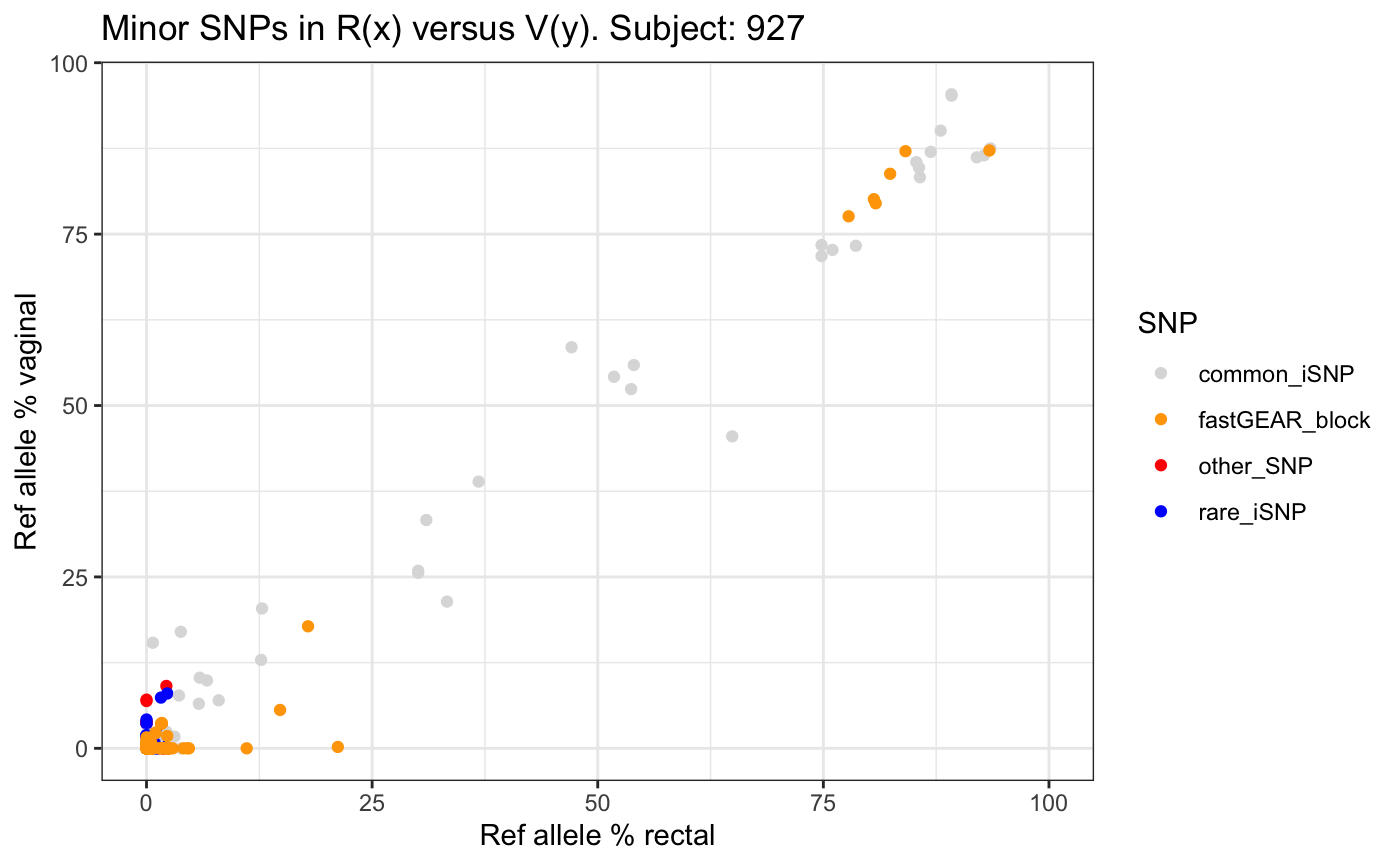 Minor SNPs in R(x) versus V(y). Subject: 927
100
75
50
25
0
Ref allele % vaginal
0 25 50 75 100
Ref allele % rectal
SNP
common_iSNP
fastGEAR_block
other_SNP
rare_iSNP